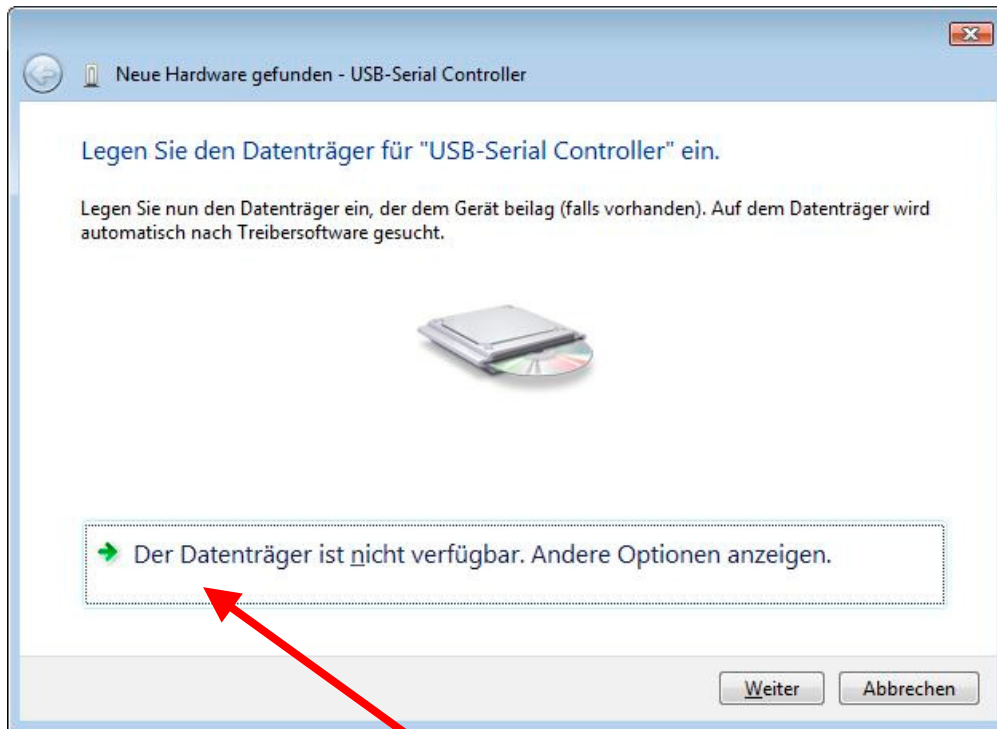 Neue Hardware gefunden - USB-Serial Controller
Legen Sie den Datenträger für "USB-Serial Controller" ein.
Legen Sie nun den Datenträger ein, der dem Gerät beilag (falls vorhanden). Auf dem Datenträger wird
automatisch nach Treibersoftware gesucht.
Der Datenträger ist nicht verfügbar. Andere Optionen anzeigen.
Weiter Abbrechen